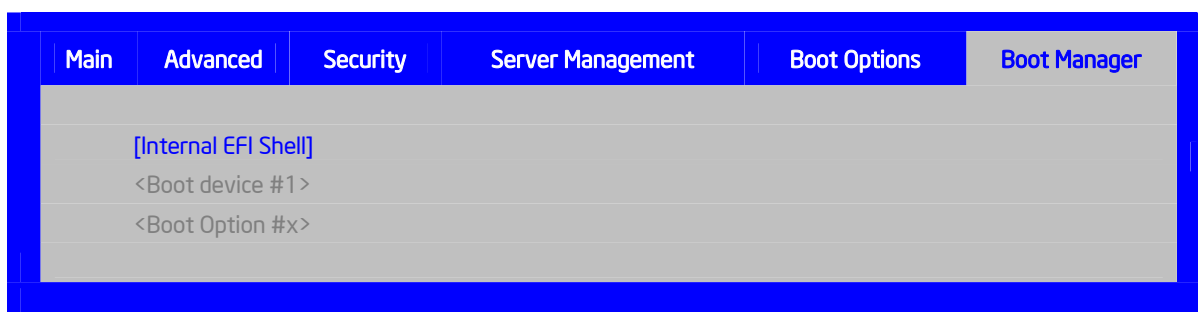 Main Advanced Security Server Management Boot Options Boot Manager
[Internal EFI Shell]
<Boot device #1>
<Boot Option #x>